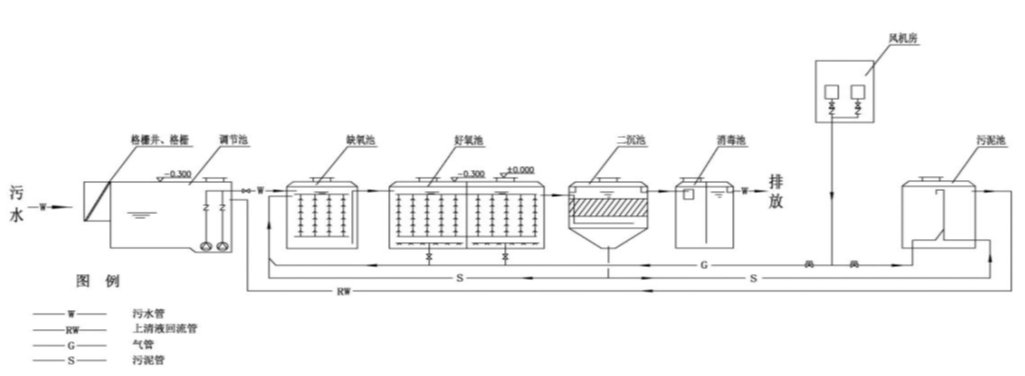 风机房
格栅井、格栅
调节池
缺氧池
好氧池
二沉池
消毒池
污泥池
-0.300
-0.300
±0.000
污水
W
W
W
排放
G
S
S
RW
图 例
W 污水管
RW 上清液回流管
G 气管
S 污泥管